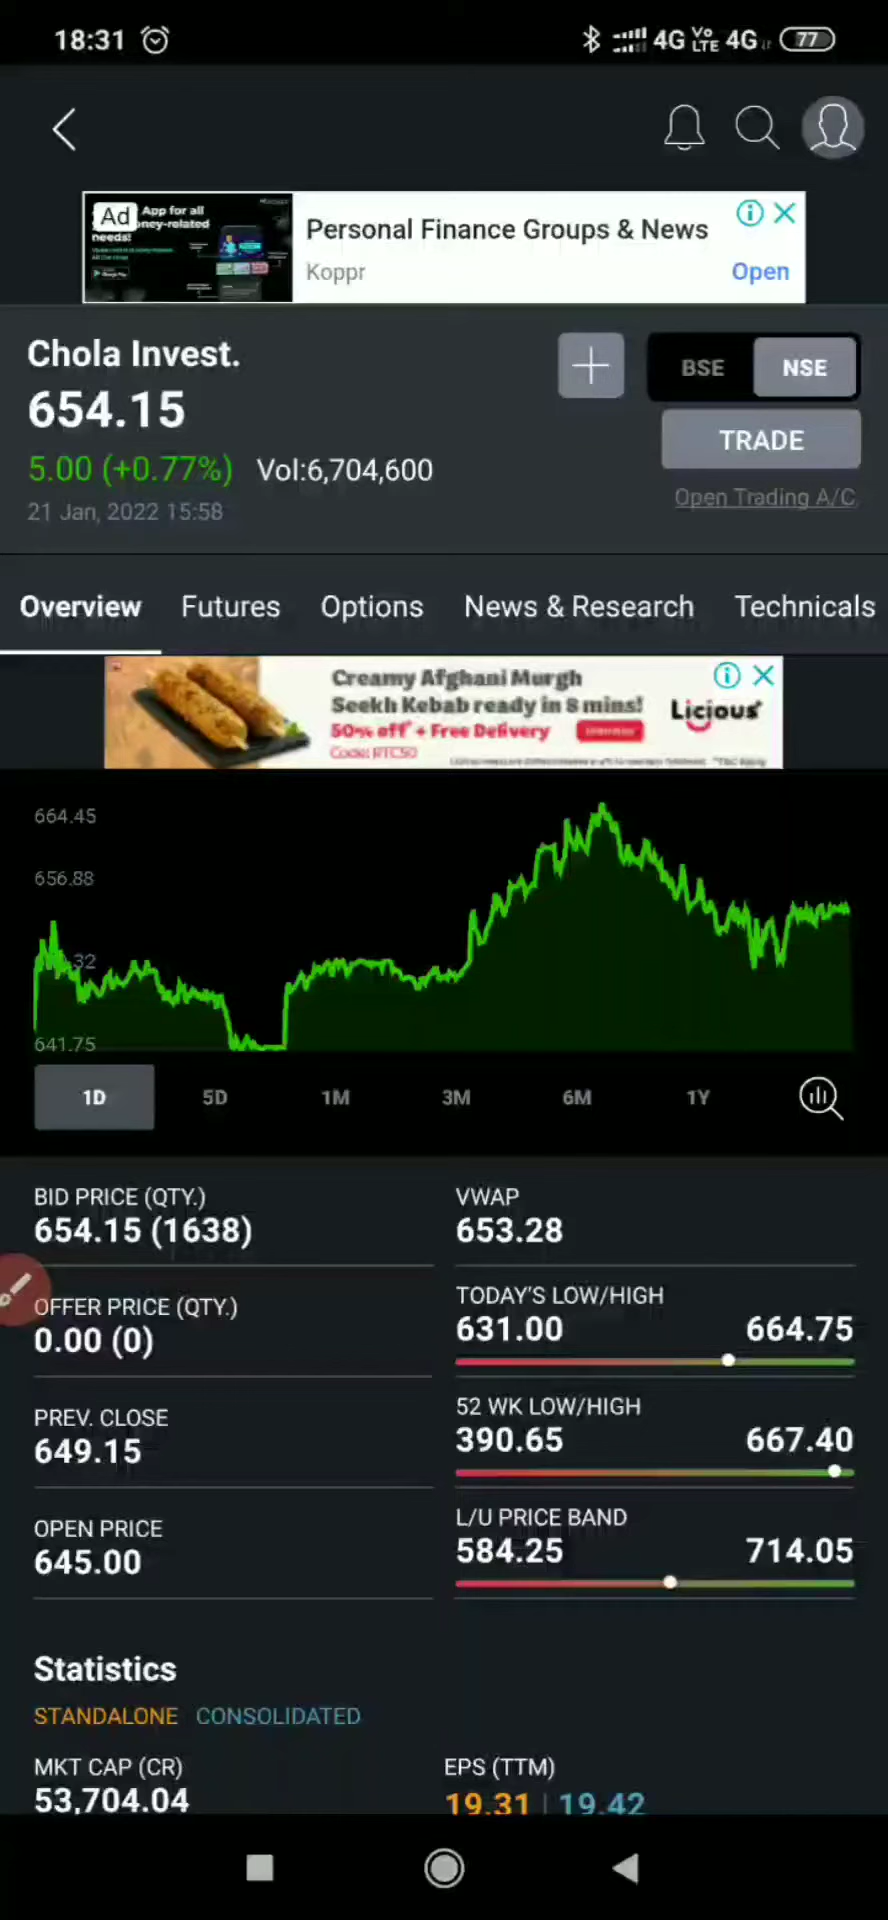 18:31
4G Vo LTE 4G 77
Ad
App for all
needs!
Personal Finance Groups & News
Koppr
Open
Chola Invest.
654.15
5.00 (+0.77%) Vol:6,704,600
21 Jan, 2022 15:58
BSE NSE
TRADE
Open Trading A/C
Overview Futures Options News & Research Technicals
Creamy Afghani Murgh
Seekh Kebab ready in 8 mins!
50% off + Free Delivery
Code: RTC50
Licious
664.45
656.88
32
641.75
1D 5D 1M 3M 6M 1Y
BID PRICE (QTY.)
654.15 (1638)
VWAP
653.28
OFFER PRICE (QTY.)
0.00 (0)
TODAY'S LOW/HIGH
631.00 664.75
PREV. CLOSE
649.15
52 WK LOW/HIGH
390.65 667.40
OPEN PRICE
645.00
L/U PRICE BAND
584.25 714.05
Statistics
STANDALONE CONSOLIDATED
MKT CAP (CR)
53,704.04
EPS (TTM)
19.31 | 19.42